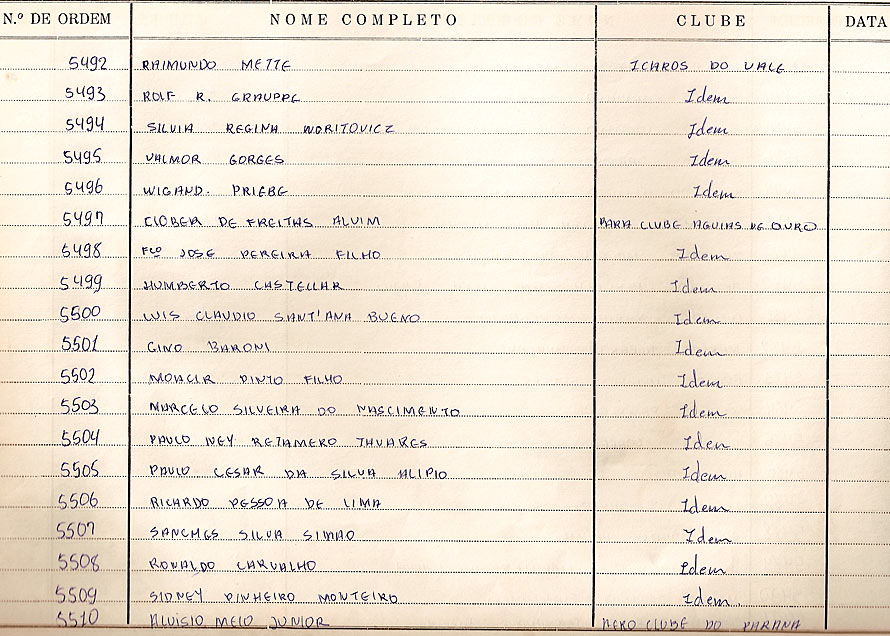 N.º DE ORDEM NOME COMPLETO CLUBE DATA
5492 RAIMUNDO METTE ICAROS DO VALE
5493 ROLF R. GRAUPPE Idem
5494 SILVIA REGINA WORITOVICZ Idem
5495 VALMOR GORGES Idem
5496 WIGAND. PRIEBE Idem
5497 CLOBER DE FREITAS ALVIM PARA CLUBE AGUIAS DE OURO
5498 Fco JOSE PEREIRA FILHO Idem
5499 HUMBERTO CASTELLAR Idem
5500 LUIS CLAUDIO SANT'ANA BUENO Idem
5501 GINO BARONI Idem
5502 MOACIR PINTO FILHO Idem
5503 MARCELO SILVEIRA DO NASCIMENTO Idem
5504 PAULO NEY RETAMERO TAVARES Idem
5505 PAULO CESAR DA SILVA ALIPIO Idem
5506 RICARDO PESSOA DE LIMA Idem
5507 SANCHES SILVA SIMAO Idem
5508 RONALDO CARVALHO Idem
5509 SIDNEY PINHEIRO MONTEIRO Idem.
5510 ALUISIO MELO JUNIOR AERO CLUBE DO PARANA